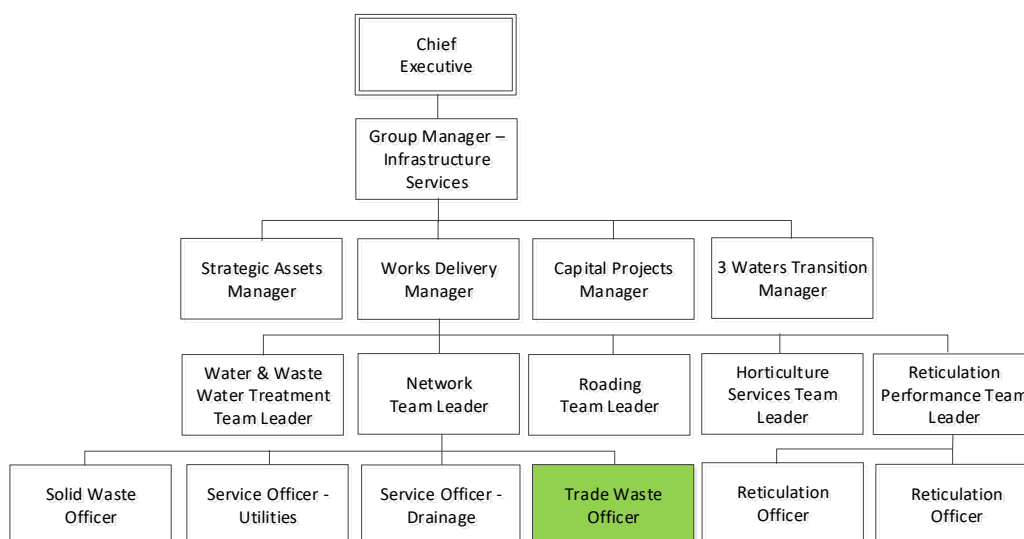 Chief
Executive
Group Manager –
Infrastructure
Services
Strategic Assets
Manager
Works Delivery
Manager
Capital Projects
Manager
3 Waters Transition
Manager
Water & Waste
Water Treatment
Team Leader
Network
Team Leader
Roading
Team Leader
Horticulture
Services Team
Leader
Reticulation
Performance Team
Leader
Solid Waste
Officer
Service Officer -
Utilities
Service Officer -
Drainage
Trade Waste
Officer
Reticulation
Officer
Reticulation
Officer